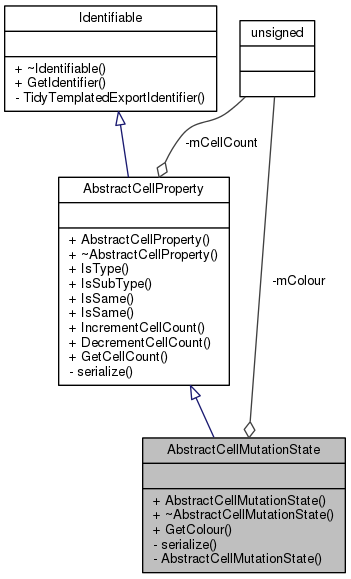 Identifiable
+ ~Identifiable()
+ GetIdentifier()
- TidyTemplatedExportIdentifier()
unsigned
-mCellCount
AbstractCellProperty
+ AbstractCellProperty()
+ ~AbstractCellProperty()
+ IsType()
+ IsSubType()
+ IsSame()
+ IsSame()
+ IncrementCellCount()
+ DecrementCellCount()
+ GetCellCount()
- serialize()
-mColour
AbstractCellMutationState
+ AbstractCellMutationState()
+ ~AbstractCellMutationState()
+ GetColour()
- serialize()
- AbstractCellMutationState()